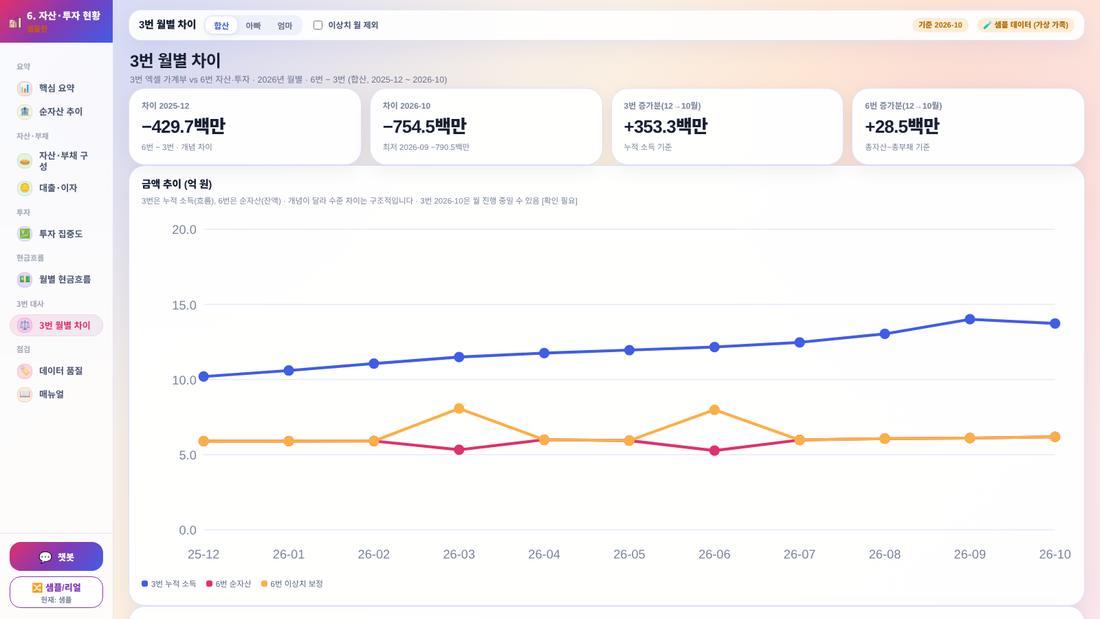 6. 자산·투자 현황
샘플판
요약
핵심 요약
순자산 추이
자산·부채
자산·부채 구
성
대출·이자
투자
투자 집중도
현금흐름
월별 현금흐름
3번 대사
3번 월별 차이
점검
데이터 품질
매뉴얼
챗봇
샘플/리얼
현재: 샘플
3번 월별 차이 합산 아빠 엄마 이상치 월 제외 기준 2026-10 샘플 데이터 (가상 가족)
3번 월별 차이
3번 엑셀 가계부 vs 6번 자산·투자 · 2026년 월별 · 6번 − 3번 (합산, 2025-12 ~ 2026-10)
차이 2025-12
−429.7백만
6번 − 3번 · 개념 차이
차이 2026-10
−754.5백만
최저 2026-09 −790.5백만
3번 증가분(12→10월)
+353.3백만
누적 소득 기준
6번 증가분(12→10월)
+28.5백만
총자산−총부채 기준
금액 추이 (억 원)
3번은 누적 소득(흐름), 6번은 순자산(잔액) · 개념이 달라 수준 차이는 구조적입니다 · 3번 2026-10은 월 진행 중일 수 있음 [확인 필요]
20.0
15.0
10.0
5.0
0.0
25-12 26-01 26-02 26-03 26-04 26-05 26-06 26-07 26-08 26-09 26-10
3번 누적 소득 6번 순자산 6번 이상치 보정